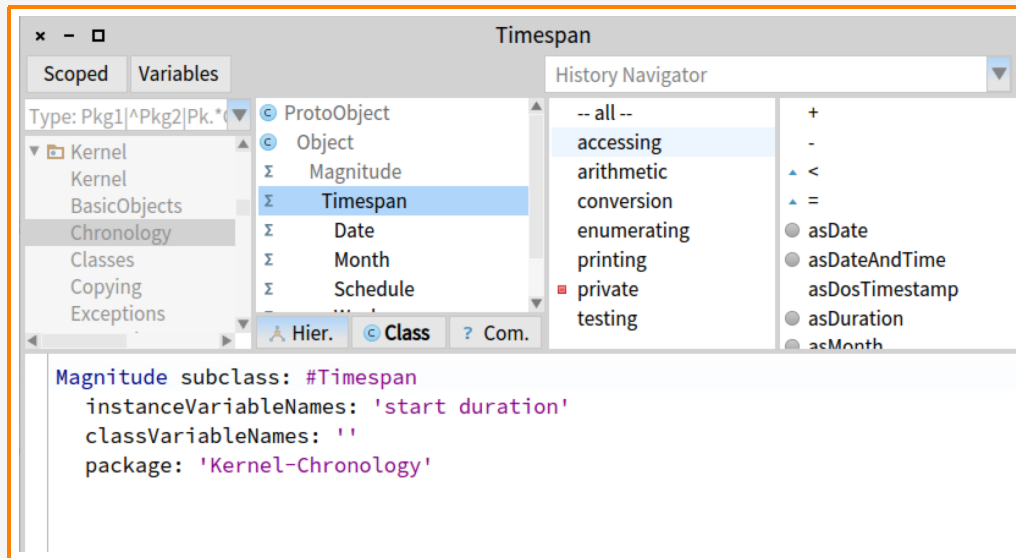 Timespan
Scoped
Variables
History Navigator
Type: Pkg1|^Pkg2|Pk.*
Kernel
Kernel
BasicObjects
Chronology
Classes
Copying
Exceptions
ProtoObject
Object
Magnitude
Timespan
Date
Month
Schedule
Hier.
Class
? Com.
-- all --
accessing
arithmetic
conversion
enumerating
printing
private
testing
+
-
<
=
asDate
asDateAndTime
asDosTimestamp
asDuration
asMonth
Magnitude subclass: #Timespan
instanceVariableNames: 'start duration'
classVariableNames: ''
package: 'Kernel-Chronology'